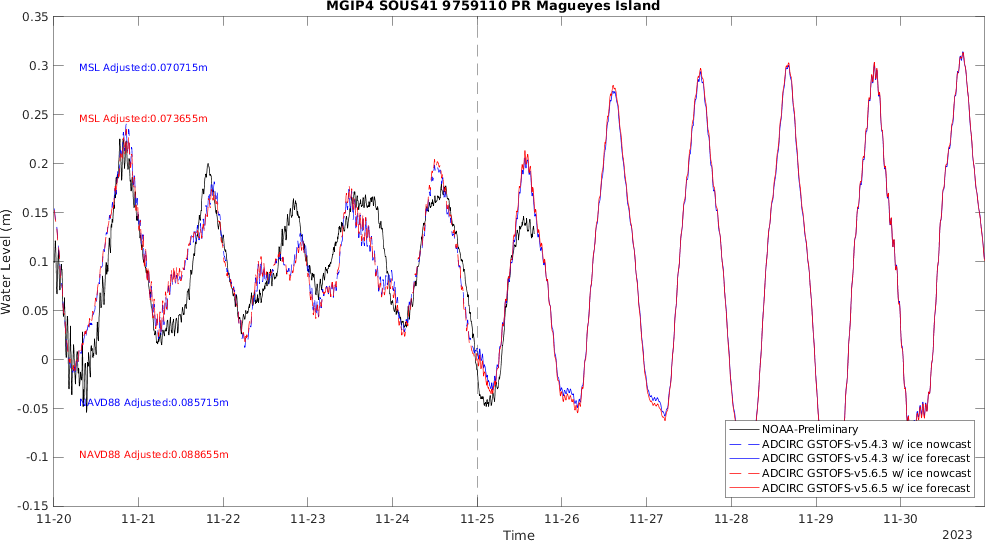 MGIP4 SOUS41 9759110 PR Magueyes Island
0.35
0.3
0.25
0.2
0.15
0.1
0.05
0
-0.05
-0.1
-0.15
Water Level (m)
MSL Adjusted:0.070715m
MSL Adjusted:0.073655m
NAVD88 Adjusted:0.085715m
NAVD88 Adjusted:0.088655m
NOAA-Preliminary
ADCIRC GSTOFS-v5.4.3 w/ ice nowcast
ADCIRC GSTOFS-v5.4.3 w/ ice forecast
ADCIRC GSTOFS-v5.6.5 w/ ice nowcast
ADCIRC GSTOFS-v5.6.5 w/ ice forecast
11-20 11-21 11-22 11-23 11-24 11-25 11-26 11-27 11-28 11-29 11-30
Time
2023